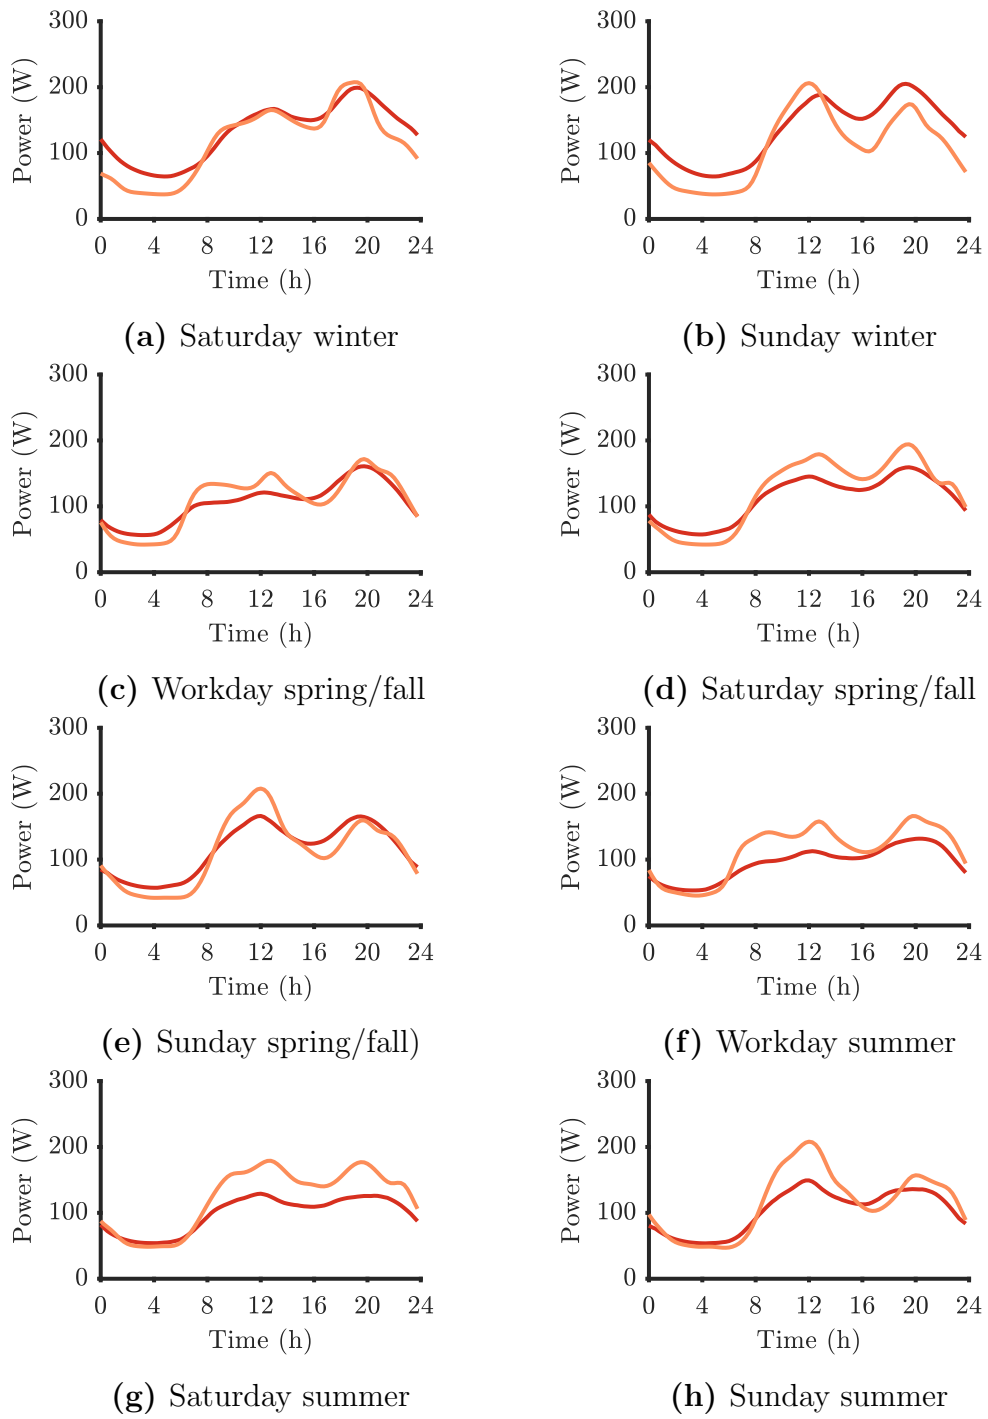 300
200
100
0
Power (W)
0 4 8 12 16 20 24
Time (h)
(a) Saturday winter
300
200
100
0
Power (W)
0 4 8 12 16 20 24
Time (h)
(b) Sunday winter
300
200
100
0
Power (W)
0 4 8 12 16 20 24
Time (h)
(c) Workday spring/fall
300
200
100
0
Power (W)
0 4 8 12 16 20 24
Time (h)
(d) Saturday spring/fall
300
200
100
0
Power (W)
0 4 8 12 16 20 24
Time (h)
(e) Sunday spring/fall)
300
200
100
0
Power (W)
0 4 8 12 16 20 24
Time (h)
(f) Workday summer
300
200
100
0
Power (W)
0 4 8 12 16 20 24
Time (h)
(g) Saturday summer
300
200
100
0
Power (W)
0 4 8 12 16 20 24
Time (h)
(h) Sunday summer